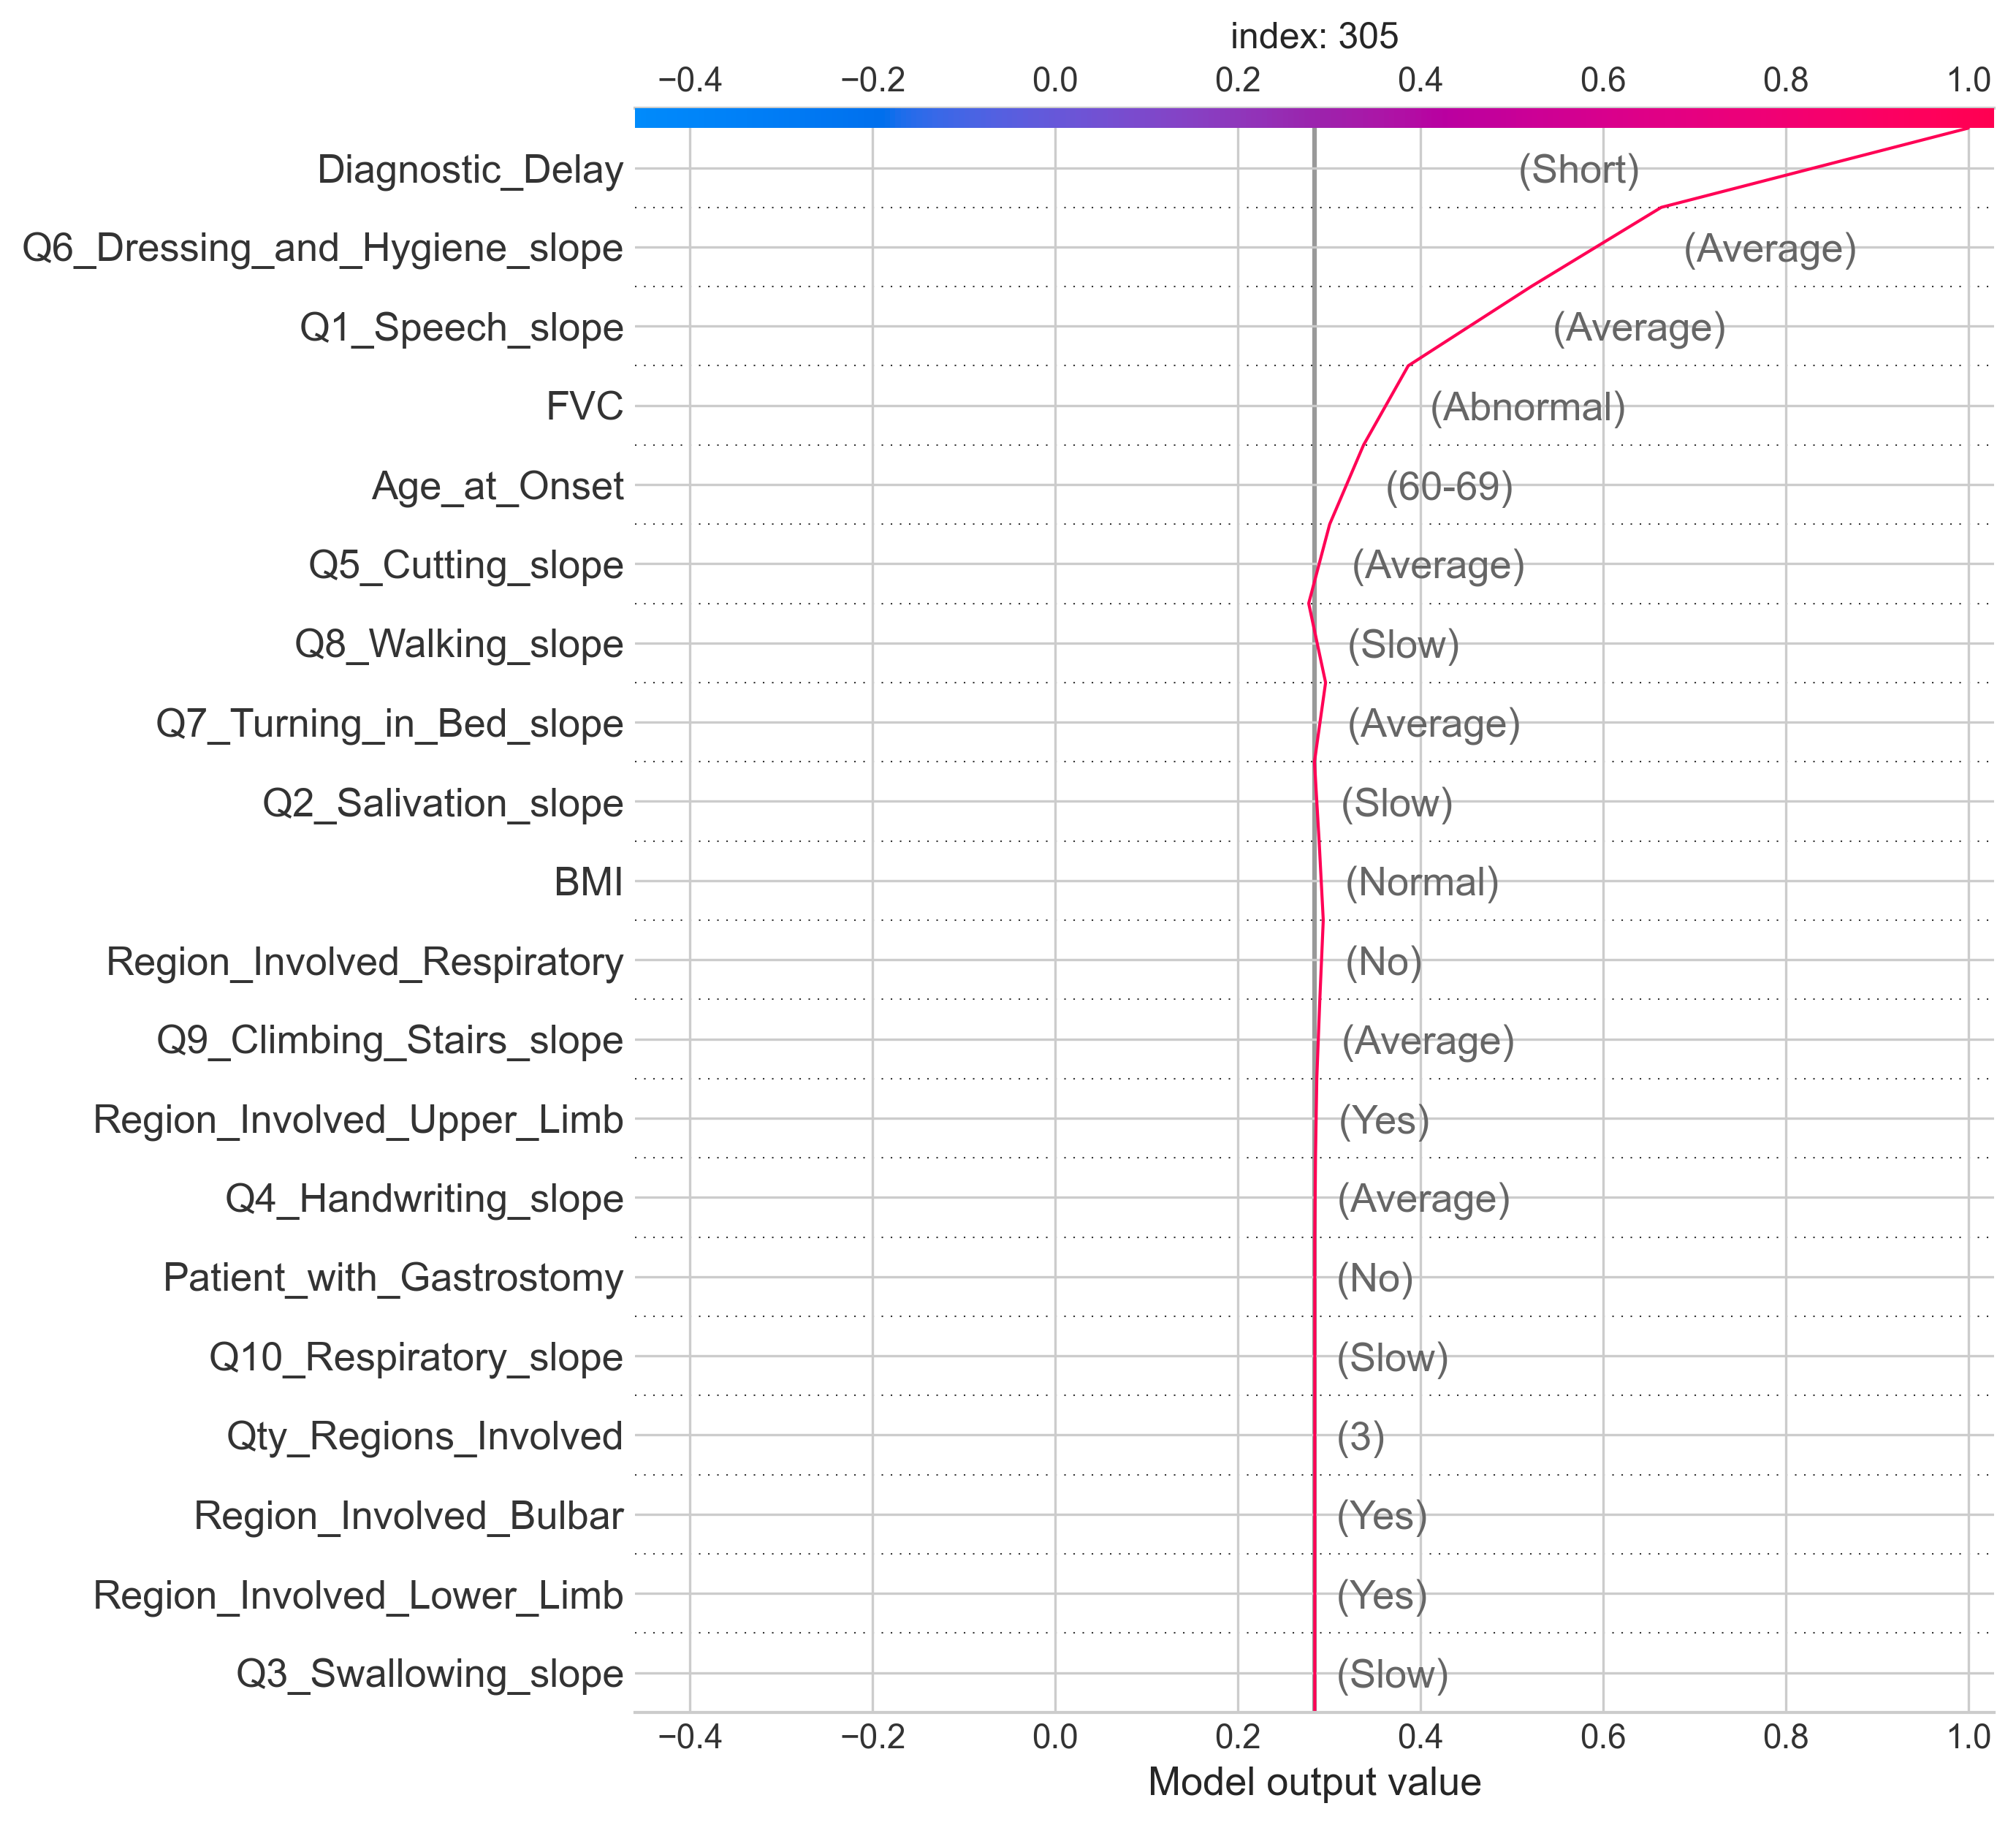 index: 305
−0.4 −0.2 0.0 0.2 0.4 0.6 0.8 1.0
Diagnostic_Delay (Short)
Q6_Dressing_and_Hygiene_slope (Average)
Q1_Speech_slope (Average)
FVC (Abnormal)
Age_at_Onset (60-69)
Q5_Cutting_slope (Average)
Q8_Walking_slope (Slow)
Q7_Turning_in_Bed_slope (Average)
Q2_Salivation_slope (Slow)
BMI (Normal)
Region_Involved_Respiratory (No)
Q9_Climbing_Stairs_slope (Average)
Region_Involved_Upper_Limb (Yes)
Q4_Handwriting_slope (Average)
Patient_with_Gastrostomy (No)
Q10_Respiratory_slope (Slow)
Qty_Regions_Involved (3)
Region_Involved_Bulbar (Yes)
Region_Involved_Lower_Limb (Yes)
Q3_Swallowing_slope (Slow)
−0.4 −0.2 0.0 0.2 0.4 0.6 0.8 1.0
Model output value